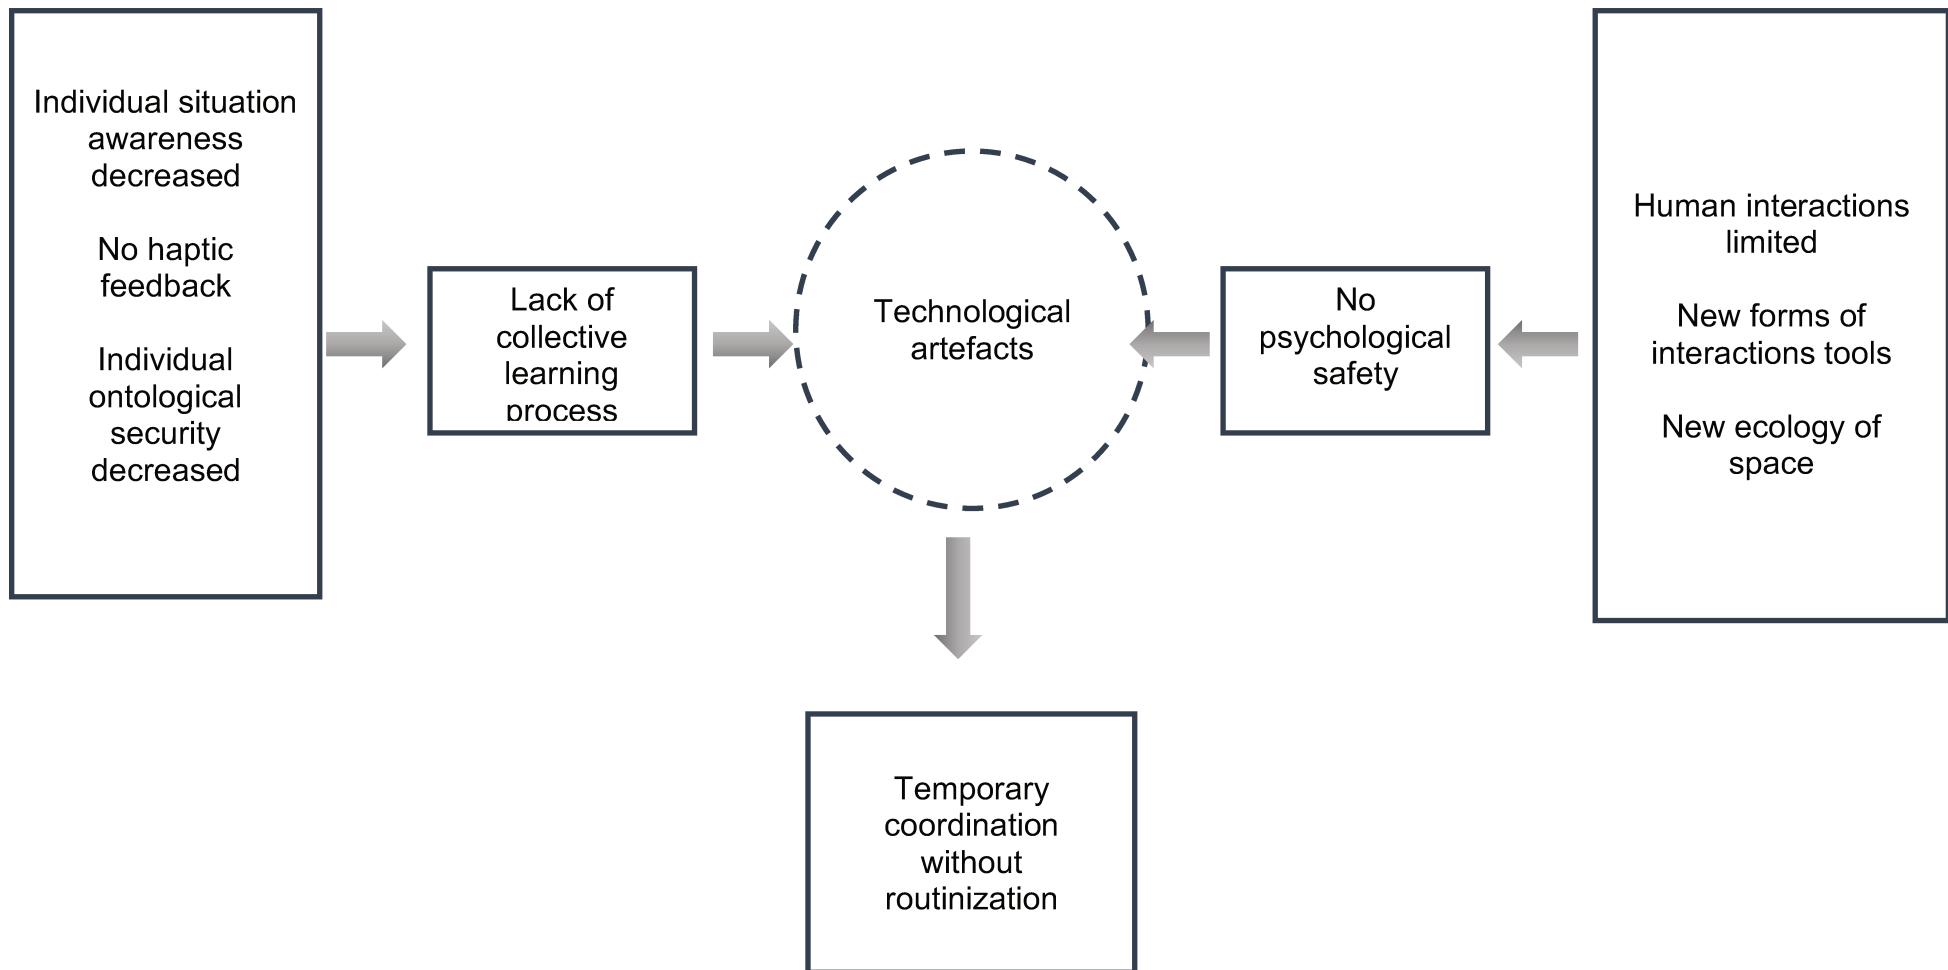 Individual situation
awareness
decreased
No haptic
feedback
Individual
ontological
security
decreased
Lack of
collective
learning
process
Technological
artefacts
No
psychological
safety
Human interactions
limited
New forms of
interactions tools
New ecology of
space
Temporary
coordination
without
routinization